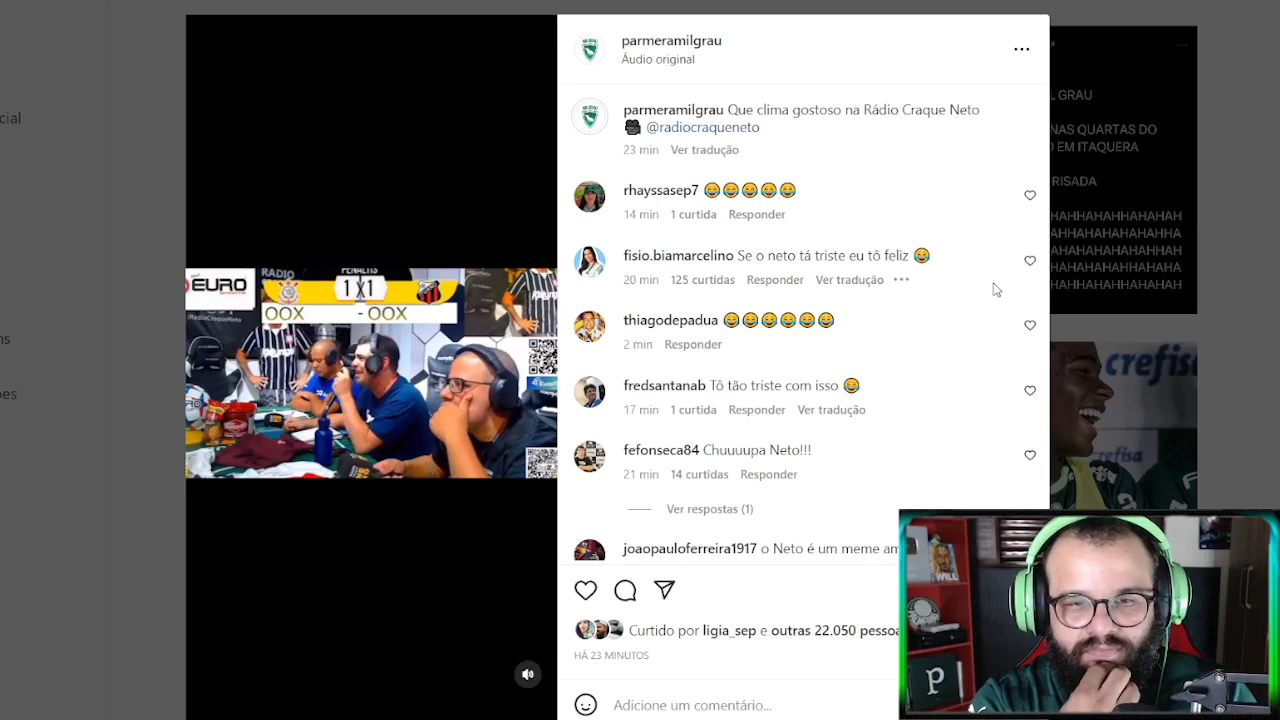 parmeramilgrau
Áudio original
parmeramilgrau Que clima gostoso na Rádio Craque Neto
@radiocraqueneto
23 min Ver tradução
rhayssasep7 😂😂😂😂😂
14 min 1 curtida Responder
fisio.biamarcelino Se o neto tá triste eu tô feliz 😂
20 min 125 curtidas Responder Ver tradução
thiagodepadua 😂😂😂😂😂😂
2 min Responder
fredsantanab Tô tão triste com isso 😂
17 min 1 curtida Responder Ver tradução
fefonseca84 Chuuuupa Neto!!!
21 min 14 curtidas Responder
Ver respostas (1)
joaopauloferreira1917 o Neto é um meme
Curtido por ligia_sep e outras 22.050
HÁ 23 MINUTOS
Adicione um comentário...
EURO
RADIO
PENALTIS
1 X 1
OOX - OOX
cial
GRAU
NAS QUARTAS DO
EM ITAQUERA
RISADA
crefisa
crefisa
WILL
P